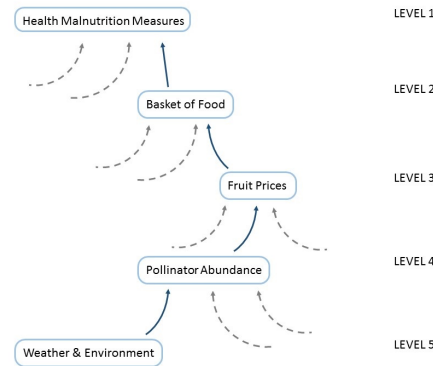 Health Malnutrition Measures
LEVEL 1
Basket of Food
LEVEL 2
Fruit Prices
LEVEL 3
Pollinator Abundance
LEVEL 4
Weather & Environment
LEVEL 5